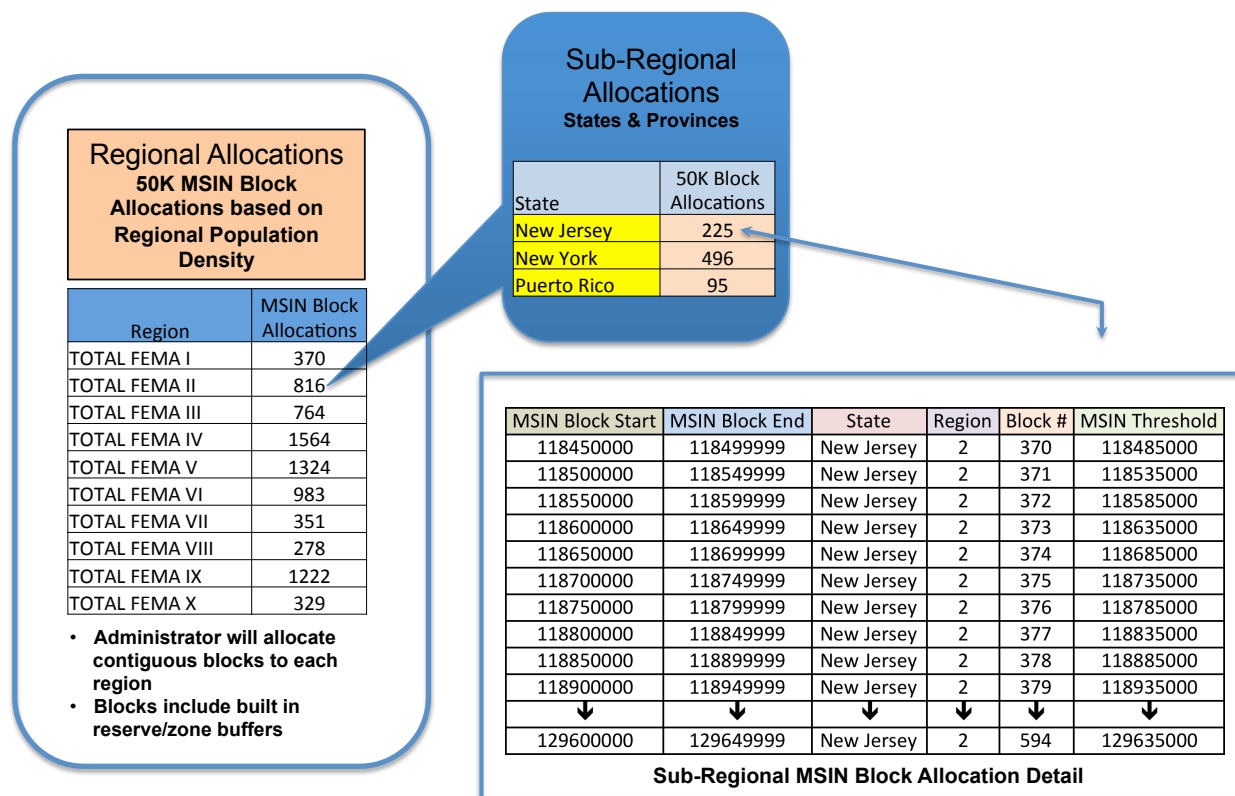 Regional Allocations
50K MSIN Block
Allocations based on
Regional Population
Density
Region MSIN Block Allocations
TOTAL FEMA I 370
TOTAL FEMA II 816
TOTAL FEMA III 764
TOTAL FEMA IV 1564
TOTAL FEMA V 1324
TOTAL FEMA VI 983
TOTAL FEMA VII 351
TOTAL FEMA VIII 278
TOTAL FEMA IX 1222
TOTAL FEMA X 329
• Administrator will allocate
contiguous blocks to each
region
• Blocks include built in
reserve/zone buffers
Sub-Regional
Allocations
States & Provinces
State 50K Block Allocations
New Jersey 225
New York 496
Puerto Rico 95
MSIN Block Start MSIN Block End State Region Block # MSIN Threshold
118450000 118499999 New Jersey 2 370 118485000
118500000 118549999 New Jersey 2 371 118535000
118550000 118599999 New Jersey 2 372 118585000
118600000 118649999 New Jersey 2 373 118635000
118650000 118699999 New Jersey 2 374 118685000
118700000 118749999 New Jersey 2 375 118735000
118750000 118799999 New Jersey 2 376 118785000
118800000 118849999 New Jersey 2 377 118835000
118850000 118899999 New Jersey 2 378 118885000
118900000 118949999 New Jersey 2 379 118935000
129600000 129649999 New Jersey 2 594 129635000
Sub-Regional MSIN Block Allocation Detail